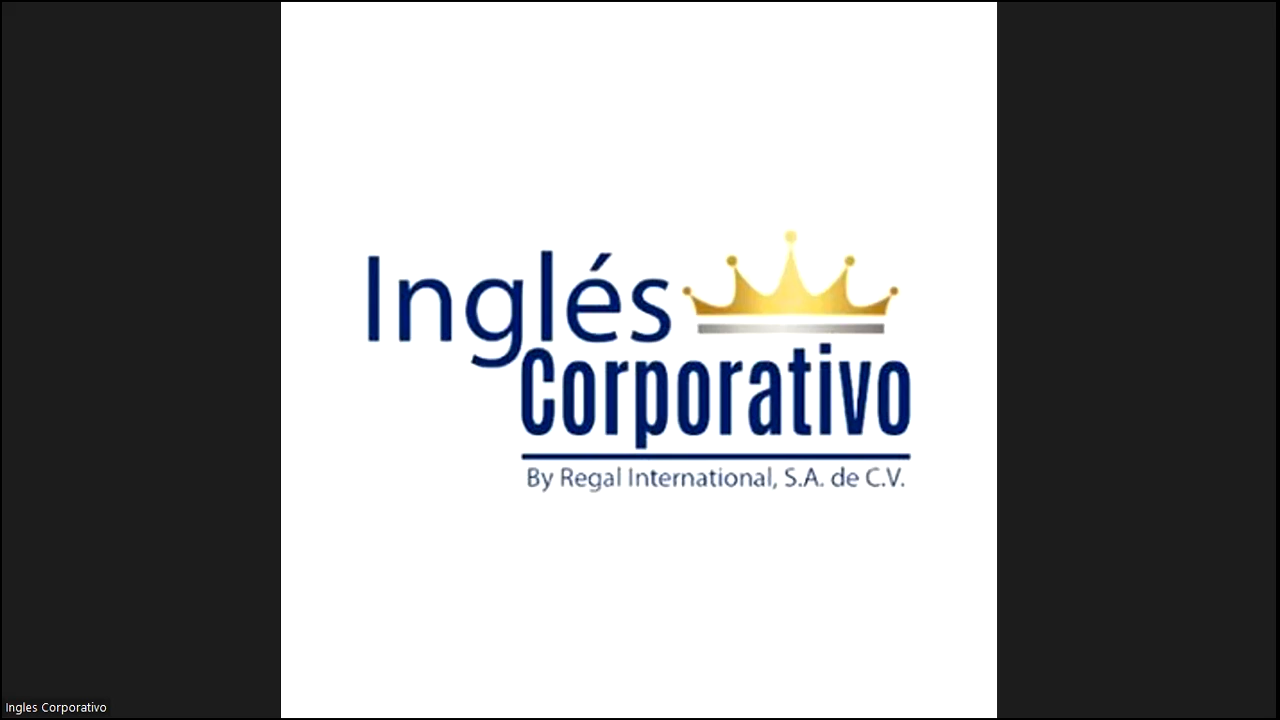 Inglés
Corporativo
By Regal International, S.A. de C.V.
Ingles Corporativo